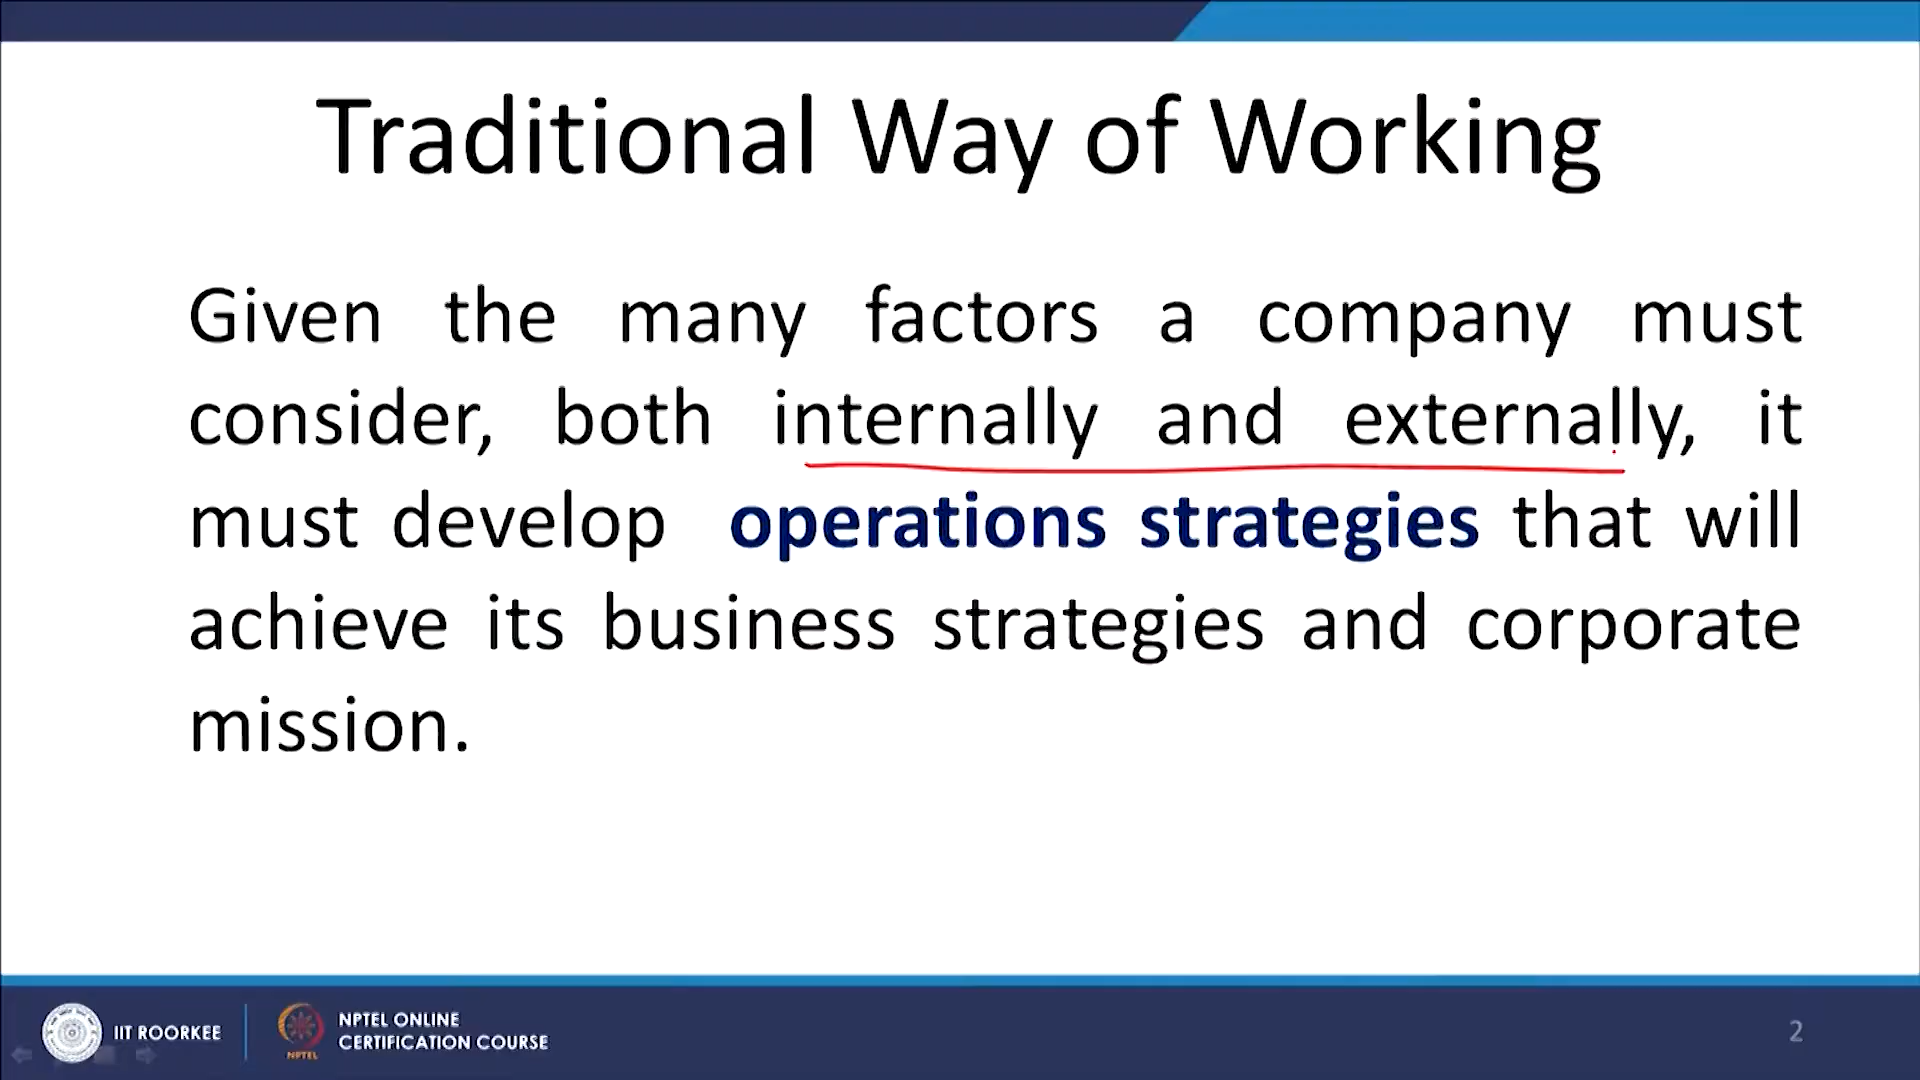 Traditional Way of Working
Given the many factors a company must
consider, both internally and externally, it
must develop operations strategies that will
achieve its business strategies and corporate
mission.
IIT ROORKEE
NPTEL
NPTEL ONLINE
CERTIFICATION COURSE
2